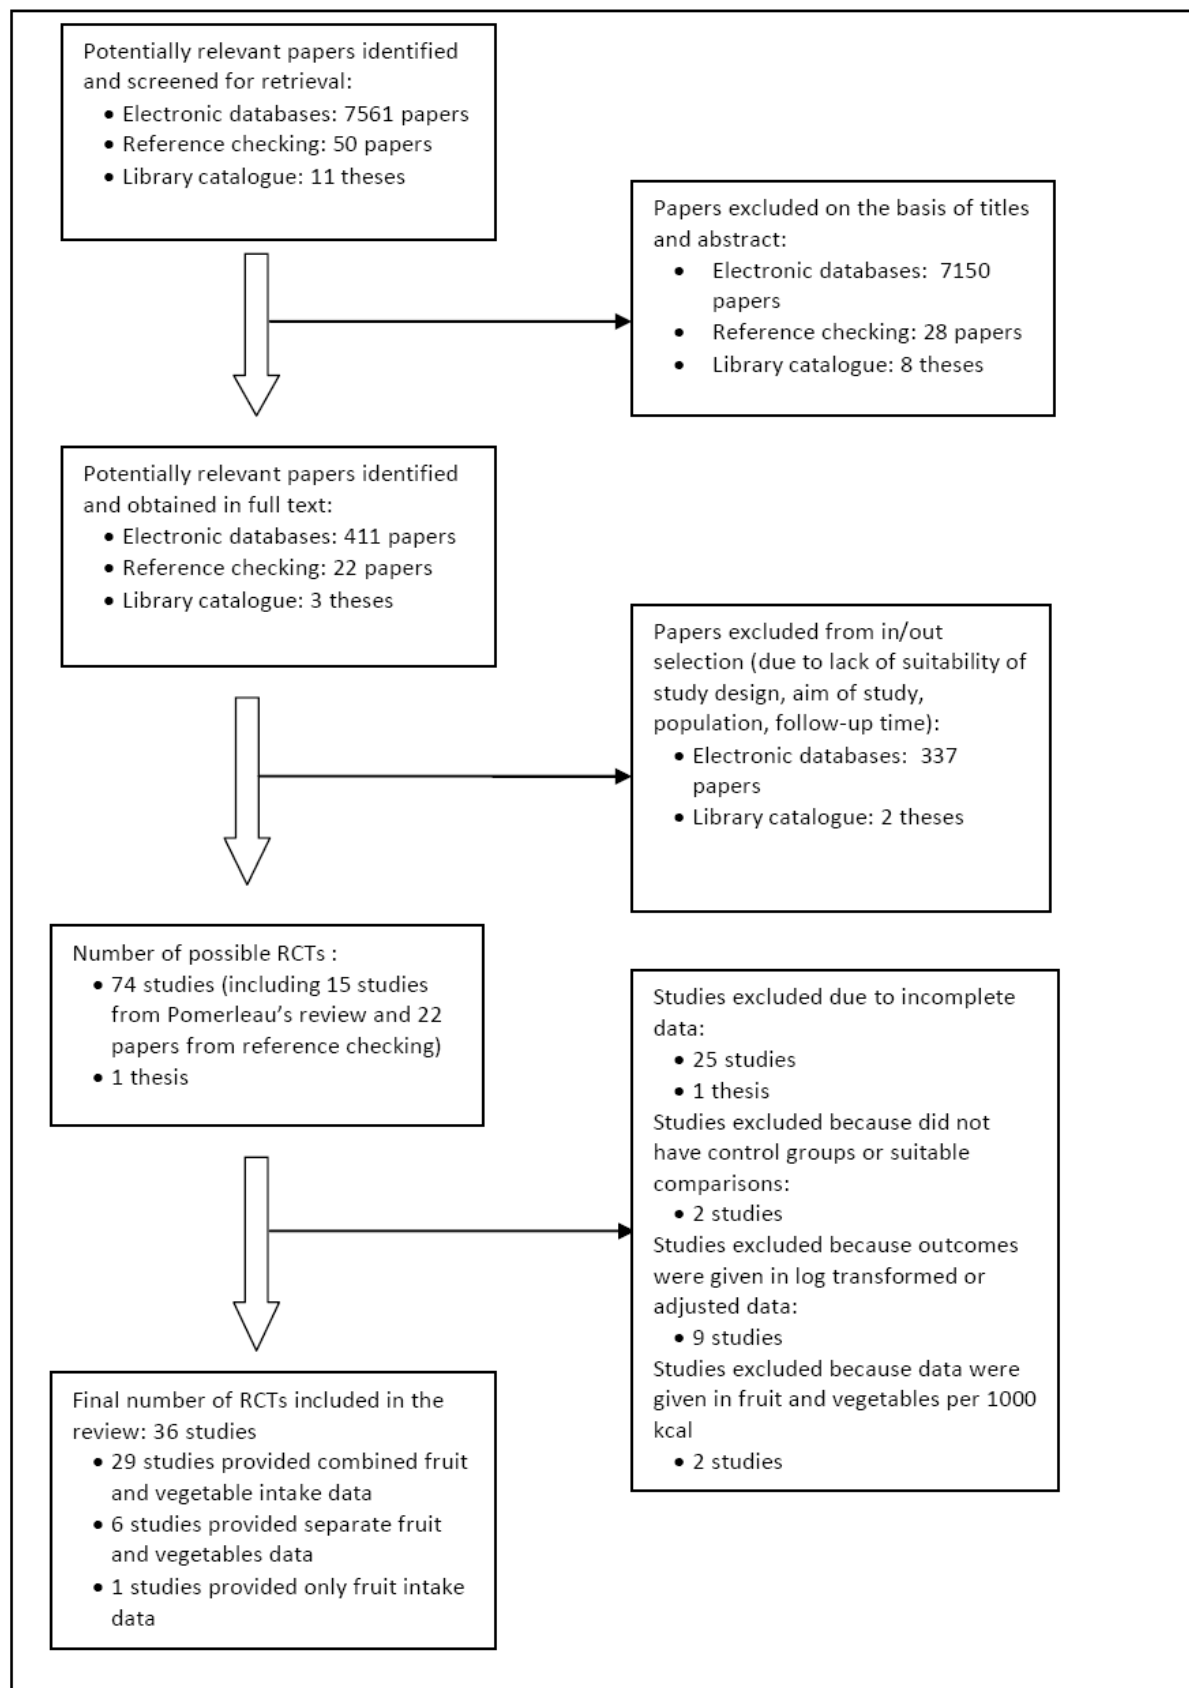 Potentially relevant papers identified
and screened for retrieval:
• Electronic databases: 7561 papers
• Reference checking: 50 papers
• Library catalogue: 11 theses
Papers excluded on the basis of titles
and abstract:
• Electronic databases: 7150
papers
• Reference checking: 28 papers
• Library catalogue: 8 theses
Potentially relevant papers identified
and obtained in full text:
• Electronic databases: 411 papers
• Reference checking: 22 papers
• Library catalogue: 3 theses
Papers excluded from in/out
selection (due to lack of suitability of
study design, aim of study,
population, follow-up time):
• Electronic databases: 337
papers
• Library catalogue: 2 theses
Number of possible RCTs :
• 74 studies (including 15 studies
from Pomerleau's review and 22
papers from reference checking)
• 1 thesis
Studies excluded due to incomplete
data:
• 25 studies
• 1 thesis
Studies excluded because did not
have control groups or suitable
comparisons:
• 2 studies
Studies excluded because outcomes
were given in log transformed or
adjusted data:
• 9 studies
Studies excluded because data were
given in fruit and vegetables per 1000
kcal
• 2 studies
Final number of RCTs included in the
review: 36 studies
• 29 studies provided combined fruit
and vegetable intake data
• 6 studies provided separate fruit
and vegetables data
• 1 studies provided only fruit intake
data